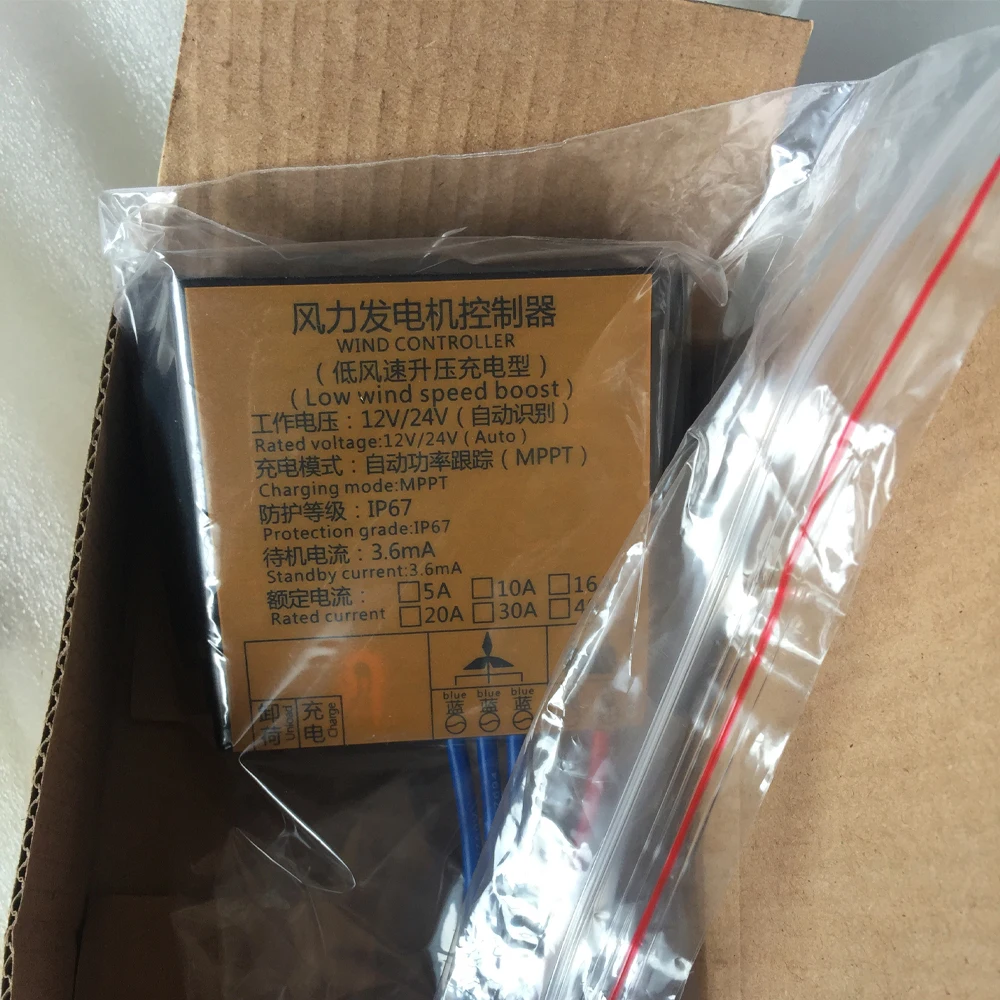 风力发电机控制器
WIND CONTROLLER
（低风速升压充电型）
(Low wind speed boost)
工作电压：12V/24V（自动识别）
Rated voltage:12V/24V（Auto）
充电模式：自动功率跟踪（MPPT）
Charging mode:MPPT
防护等级：IP67
Protection grade:IP67
待机电流：3.6mA
Standby current:3.6mA
额定电流： □5A □10A □16
Rated current □20A □30A □
卸荷 Unload 充电 Charge
blue blue blue
蓝 蓝 蓝